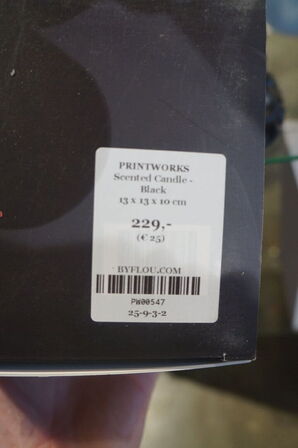 PRINTWORKS
Scented Candle -
Black
13 x 13 x 10 cm
229,-
(€ 25)
BYFLOU.COM
PW00547
25-9-3-2